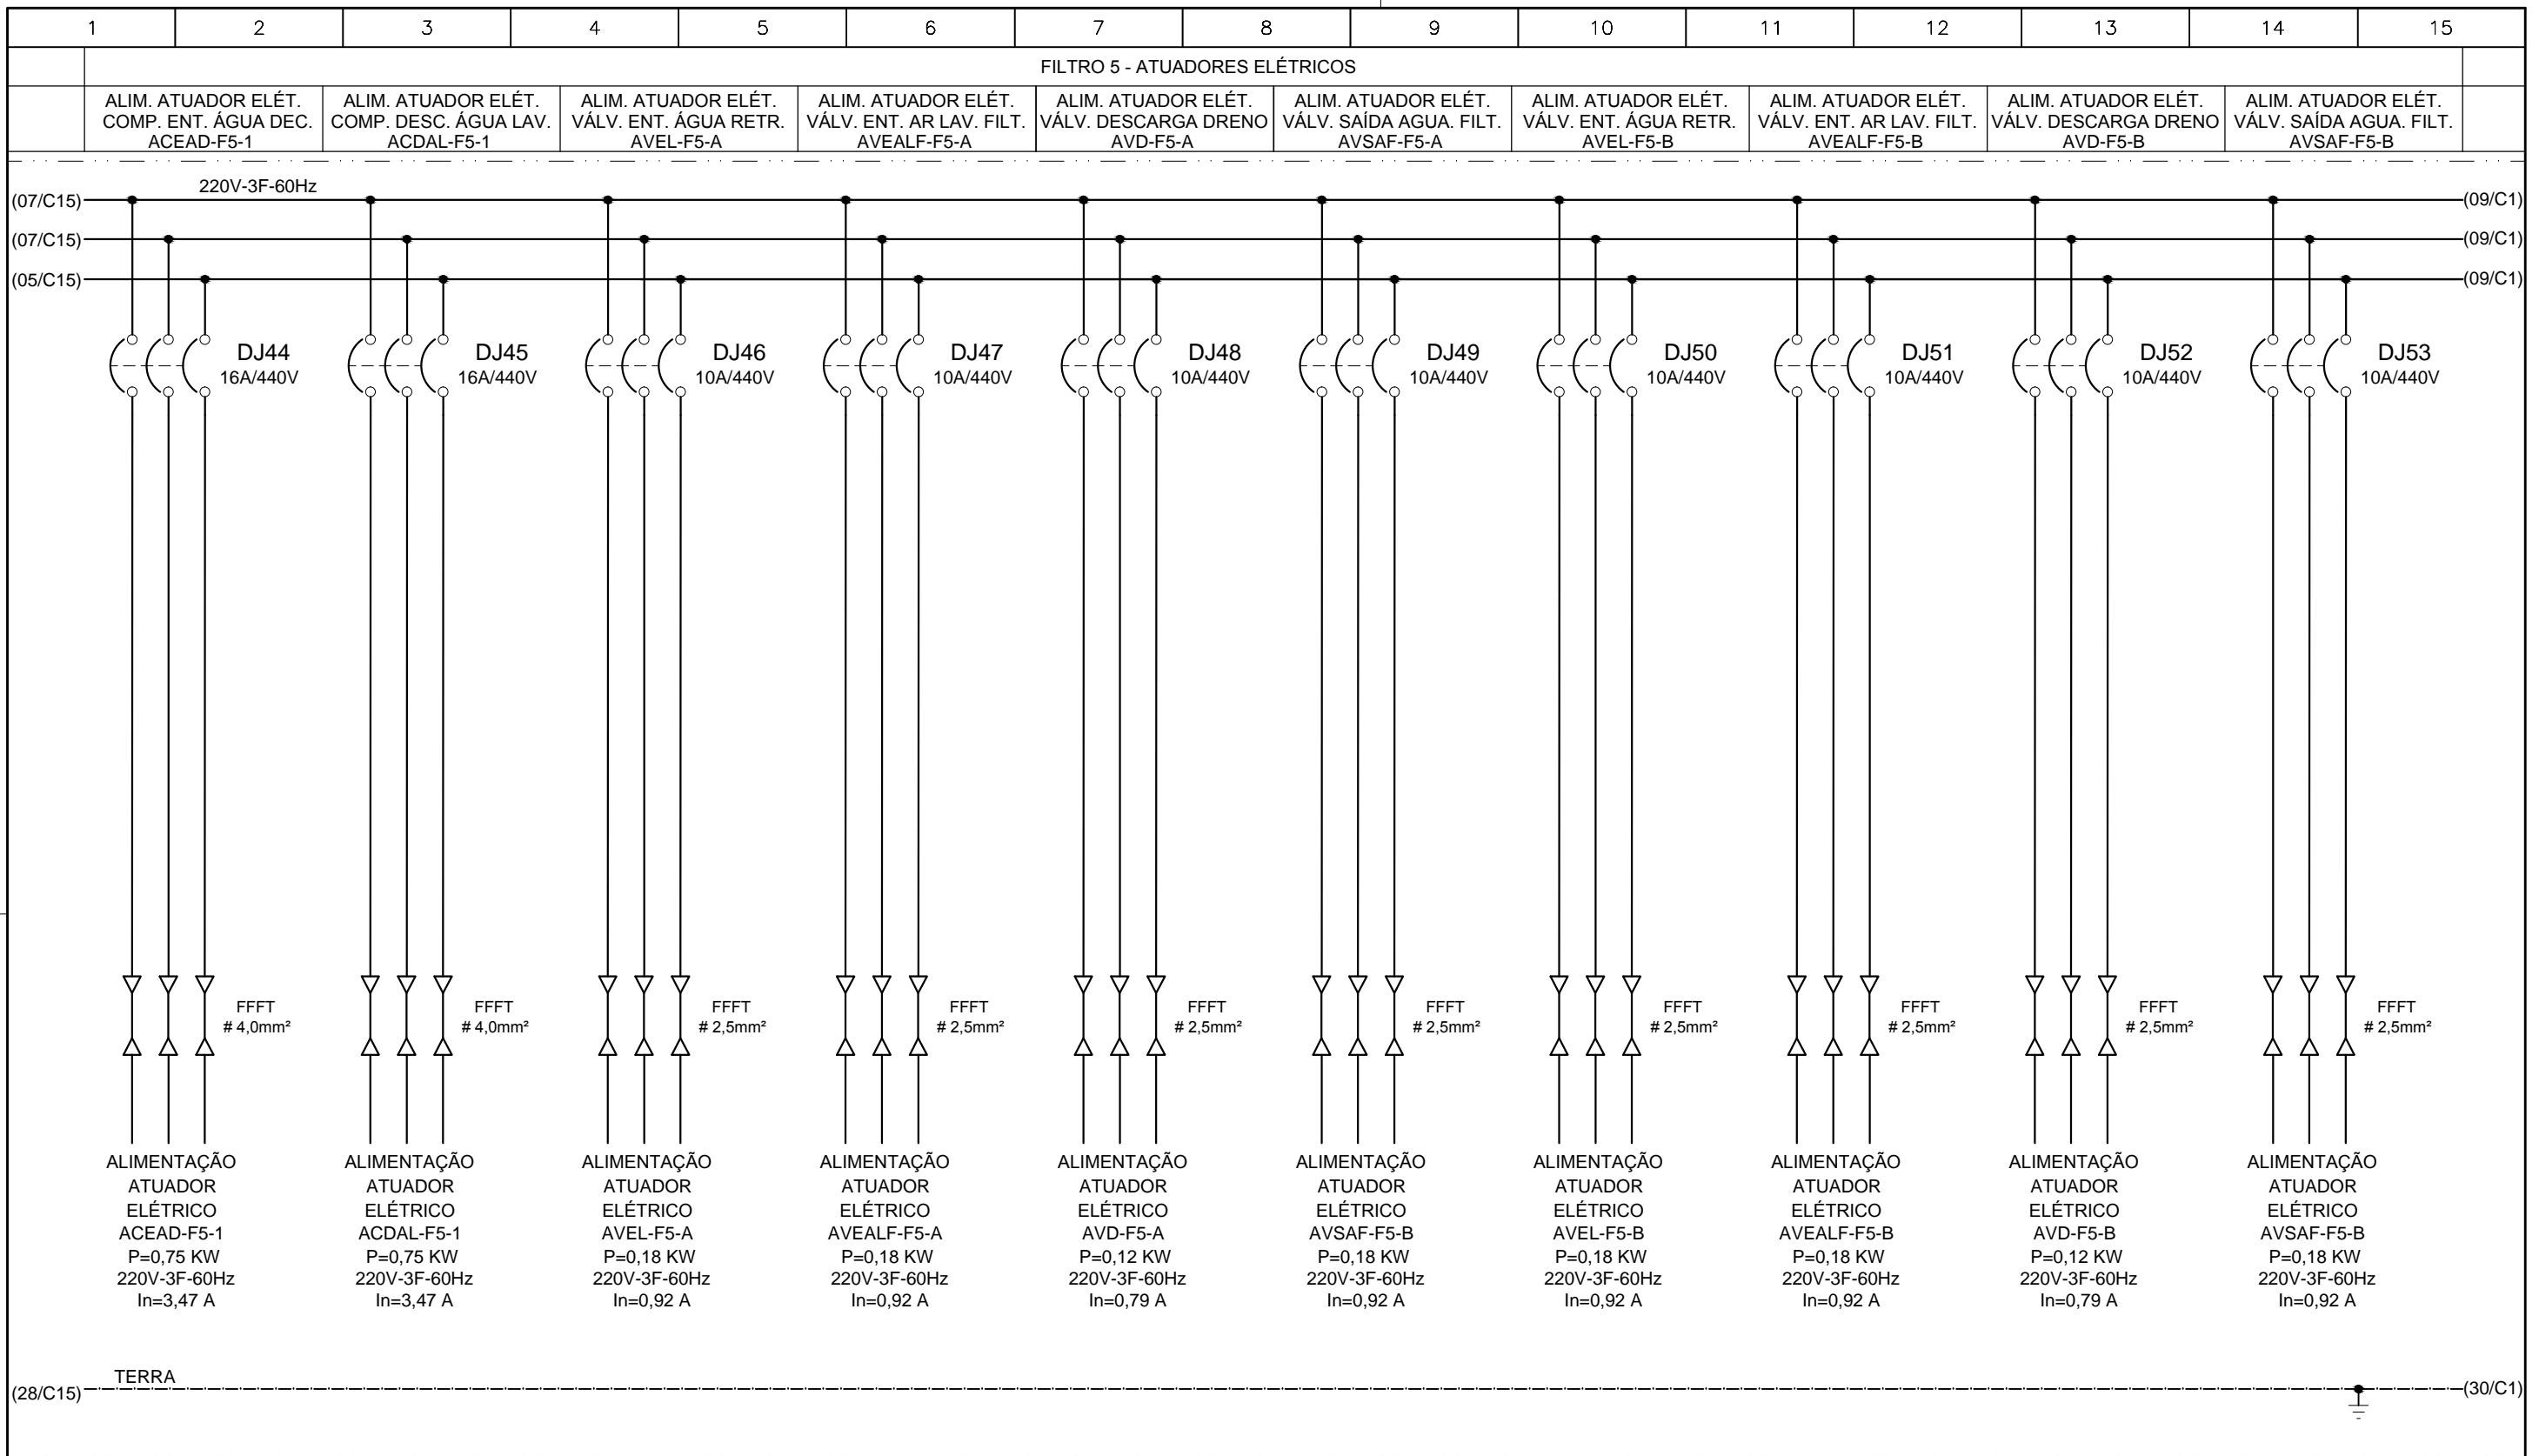 1 2 3 4 5 6 7 8 9 10 11 12 13 14 15
FILTRO 5 - ATUADORES ELÉTRICOS
ALIM. ATUADOR ELÉT.
COMP. ENT. ÁGUA DEC.
ACEAD-F5-1
ALIM. ATUADOR ELÉT.
COMP. DESC. ÁGUA LAV.
ACDAL-F5-1
ALIM. ATUADOR ELÉT.
VÁLV. ENT. ÁGUA RETR.
AVEL-F5-A
ALIM. ATUADOR ELÉT.
VÁLV. ENT. AR LAV. FILT.
AVEALF-F5-A
ALIM. ATUADOR ELÉT.
VÁLV. DESCARGA DRENO
AVD-F5-A
ALIM. ATUADOR ELÉT.
VÁLV. SAÍDA AGUA. FILT.
AVSAF-F5-A
ALIM. ATUADOR ELÉT.
VÁLV. ENT. ÁGUA RETR.
AVEL-F5-B
ALIM. ATUADOR ELÉT.
VÁLV. ENT. AR LAV. FILT.
AVEALF-F5-B
ALIM. ATUADOR ELÉT.
VÁLV. DESCARGA DRENO
AVD-F5-B
ALIM. ATUADOR ELÉT.
VÁLV. SAÍDA AGUA. FILT.
AVSAF-F5-B
220V-3F-60Hz
(07/C15) (09/C1)
(07/C15) (09/C1)
(05/C15) (09/C1)
DJ44
16A/440V
DJ45
16A/440V
DJ46
10A/440V
DJ47
10A/440V
DJ48
10A/440V
DJ49
10A/440V
DJ50
10A/440V
DJ51
10A/440V
DJ52
10A/440V
DJ53
10A/440V
FFFT
# 4,0mm²
FFFT
# 4,0mm²
FFFT
# 2,5mm²
FFFT
# 2,5mm²
FFFT
# 2,5mm²
FFFT
# 2,5mm²
FFFT
# 2,5mm²
FFFT
# 2,5mm²
FFFT
# 2,5mm²
FFFT
# 2,5mm²
ALIMENTAÇÃO
ATUADOR
ELÉTRICO
ACEAD-F5-1
P=0,75 KW
220V-3F-60Hz
In=3,47 A
ALIMENTAÇÃO
ATUADOR
ELÉTRICO
ACDAL-F5-1
P=0,75 KW
220V-3F-60Hz
In=3,47 A
ALIMENTAÇÃO
ATUADOR
ELÉTRICO
AVEL-F5-A
P=0,18 KW
220V-3F-60Hz
In=0,92 A
ALIMENTAÇÃO
ATUADOR
ELÉTRICO
AVEALF-F5-A
P=0,18 KW
220V-3F-60Hz
In=0,92 A
ALIMENTAÇÃO
ATUADOR
ELÉTRICO
AVD-F5-A
P=0,12 KW
220V-3F-60Hz
In=0,79 A
ALIMENTAÇÃO
ATUADOR
ELÉTRICO
AVSAF-F5-B
P=0,18 KW
220V-3F-60Hz
In=0,92 A
ALIMENTAÇÃO
ATUADOR
ELÉTRICO
AVEL-F5-B
P=0,18 KW
220V-3F-60Hz
In=0,92 A
ALIMENTAÇÃO
ATUADOR
ELÉTRICO
AVEALF-F5-B
P=0,18 KW
220V-3F-60Hz
In=0,92 A
ALIMENTAÇÃO
ATUADOR
ELÉTRICO
AVD-F5-B
P=0,12 KW
220V-3F-60Hz
In=0,79 A
ALIMENTAÇÃO
ATUADOR
ELÉTRICO
AVSAF-F5-B
P=0,18 KW
220V-3F-60Hz
In=0,92 A
TERRA
(28/C15) (30/C1)